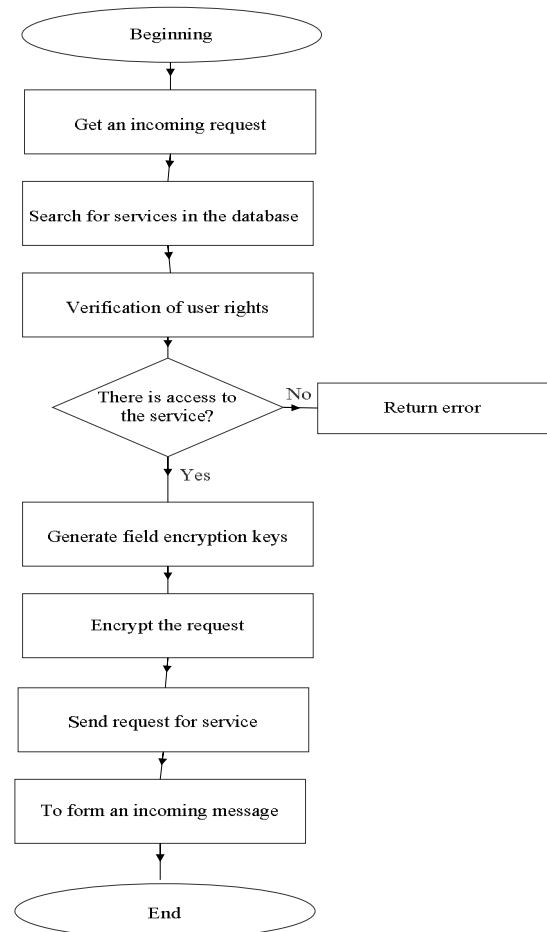 Beginning
Get an incoming request
Search for services in the database
Verification of user rights
There is access to
the service?
No
Return error
Yes
Generate field encryption keys
Encrypt the request
Send request for service
To form an incoming message
End